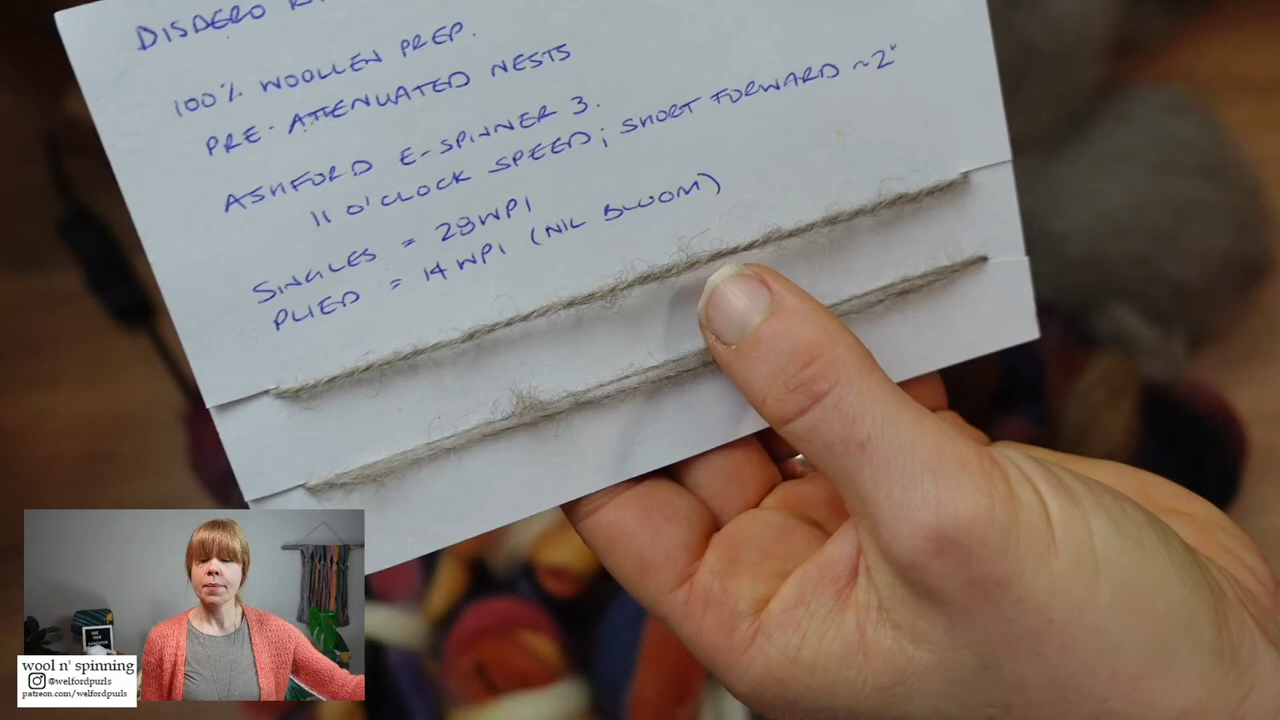 DISDERO
100% WOOLLEN PREP.
PRE-ATTENUATED NESTS
ASHFORD E-SPINNER 3.
11 O'CLOCK SPEED; SHORT FORWARD ~2"
SINGLES = 28WPI
PLIED = 14 WPI (NIL BLOOM)
wool n' spinning
@welfordpurls
patreon.com/welfordpurls